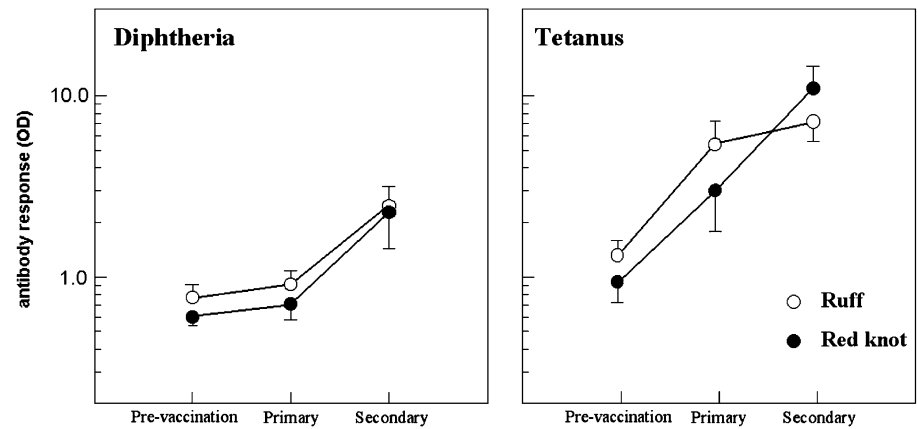 Diphtheria
Tetanus
antibody response (OD)
10.0
1.0
Ruff
Red knot
Pre-vaccination Primary Secondary
Pre-vaccination Primary Secondary